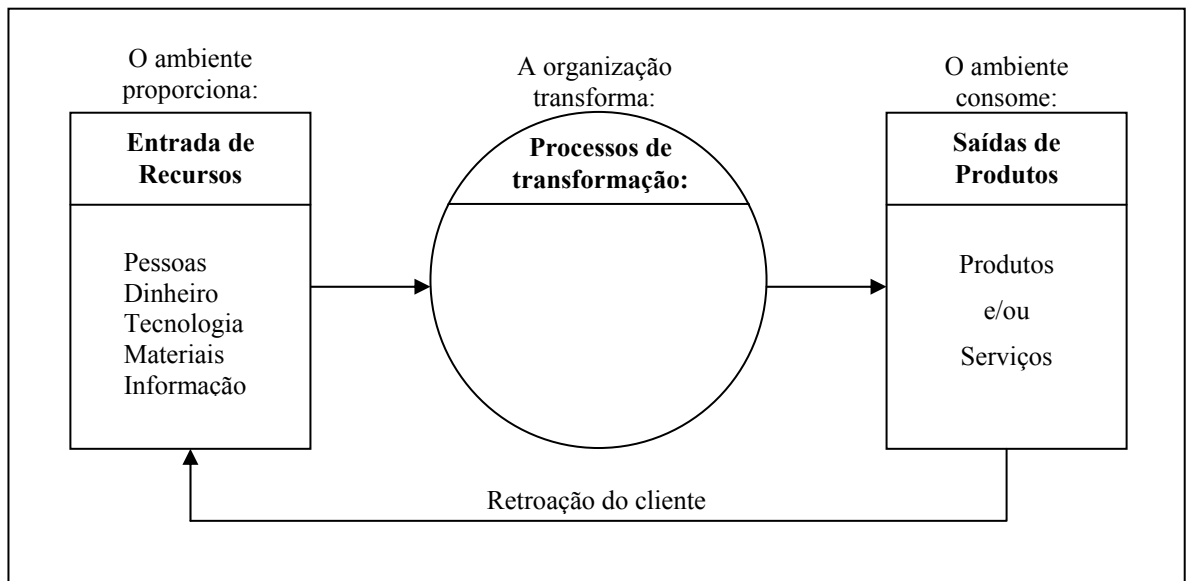 O ambiente
proporciona:
Entrada de
Recursos
Pessoas
Dinheiro
Tecnologia
Materiais
Informação
A organização
transforma:
Processos de
transformação:
O ambiente
consome:
Saídas de
Produtos
Produtos
e/ou
Serviços
Retroação do cliente